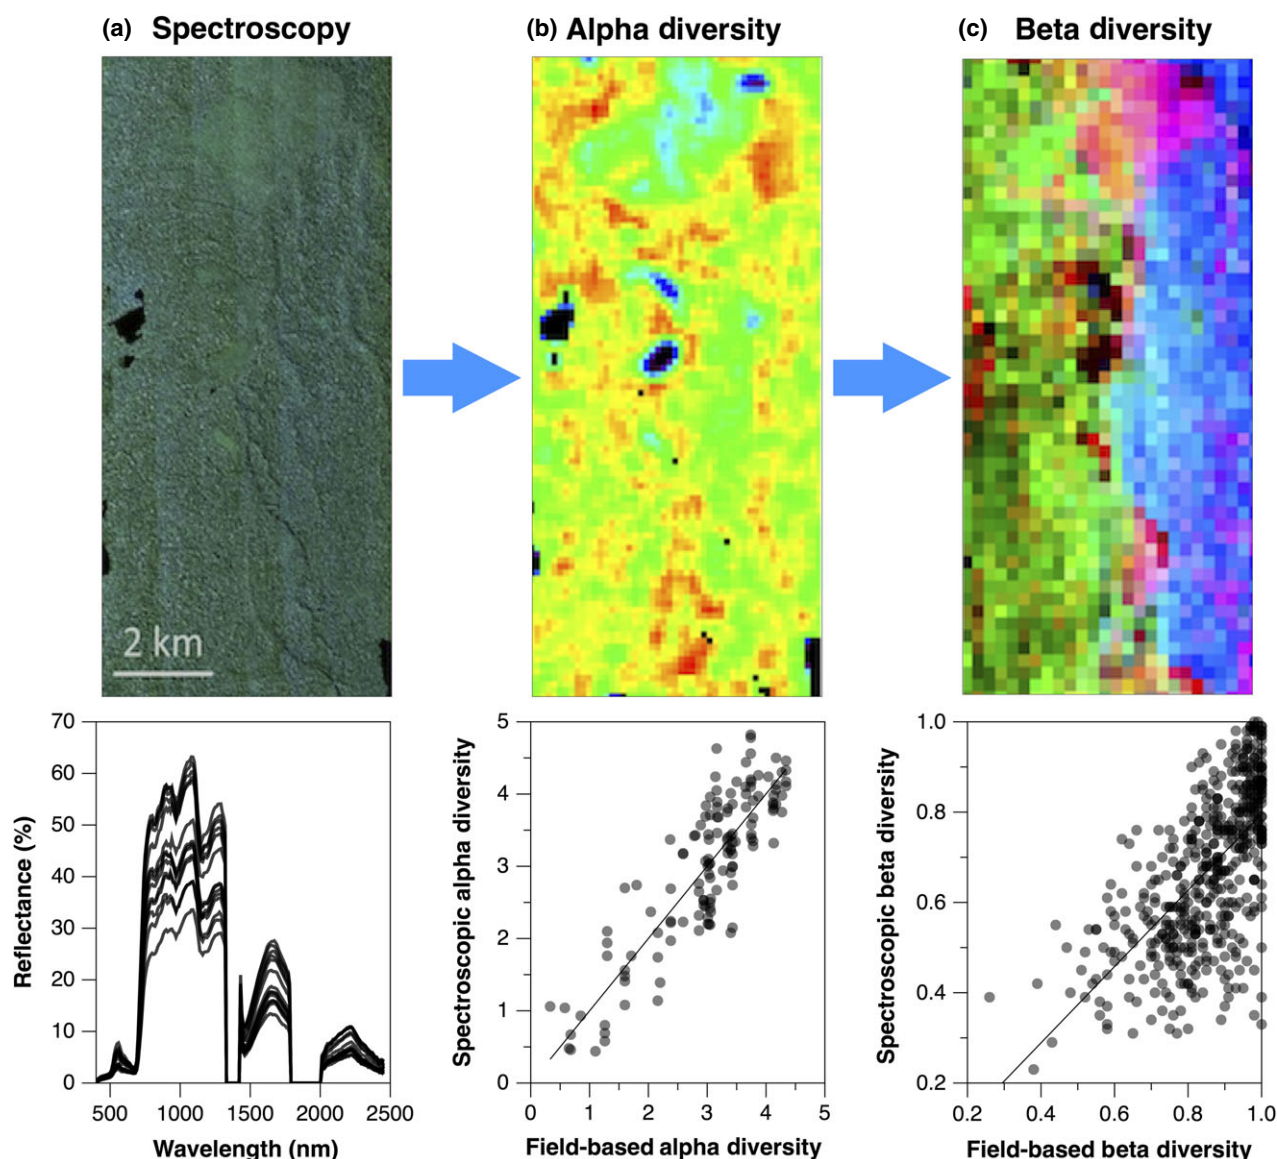 (a) Spectroscopy
(b) Alpha diversity
(c) Beta diversity
2 km
70
60
50
40
30
20
10
0
Reflectance (%)
500 1000 1500 2000 2500
Wavelength (nm)
5
4
3
2
1
0
Spectroscopic alpha diversity
0 1 2 3 4 5
Field-based alpha diversity
1.0
0.8
0.6
0.4
0.2
Spectroscopic beta diversity
0.2 0.4 0.6 0.8 1.0
Field-based beta diversity